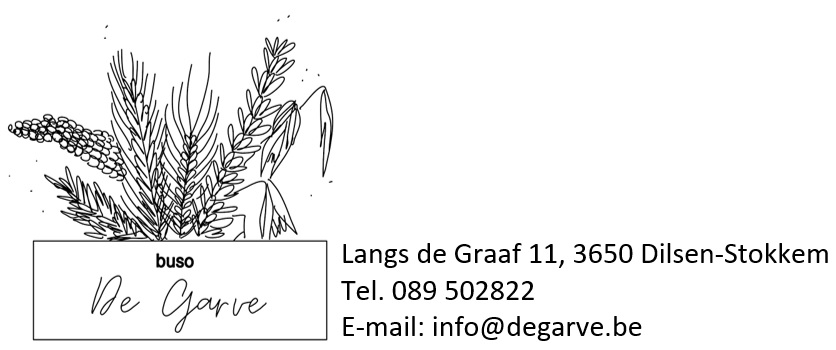 buso
De Garve
Langs de Graaf 11, 3650 Dilsen-Stokkem
Tel. 089 502822
E-mail: info@degarve.be